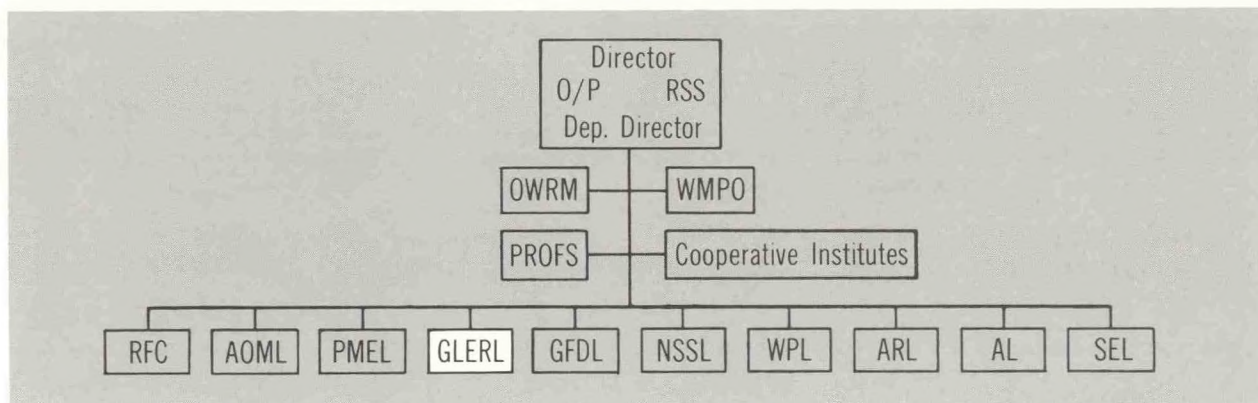 Director
O/P RSS
Dep. Director
OWRM WMPO
PROFS Cooperative Institutes
RFC AOML PMEL GLERL GFDL NSSL WPL ARL AL SEL